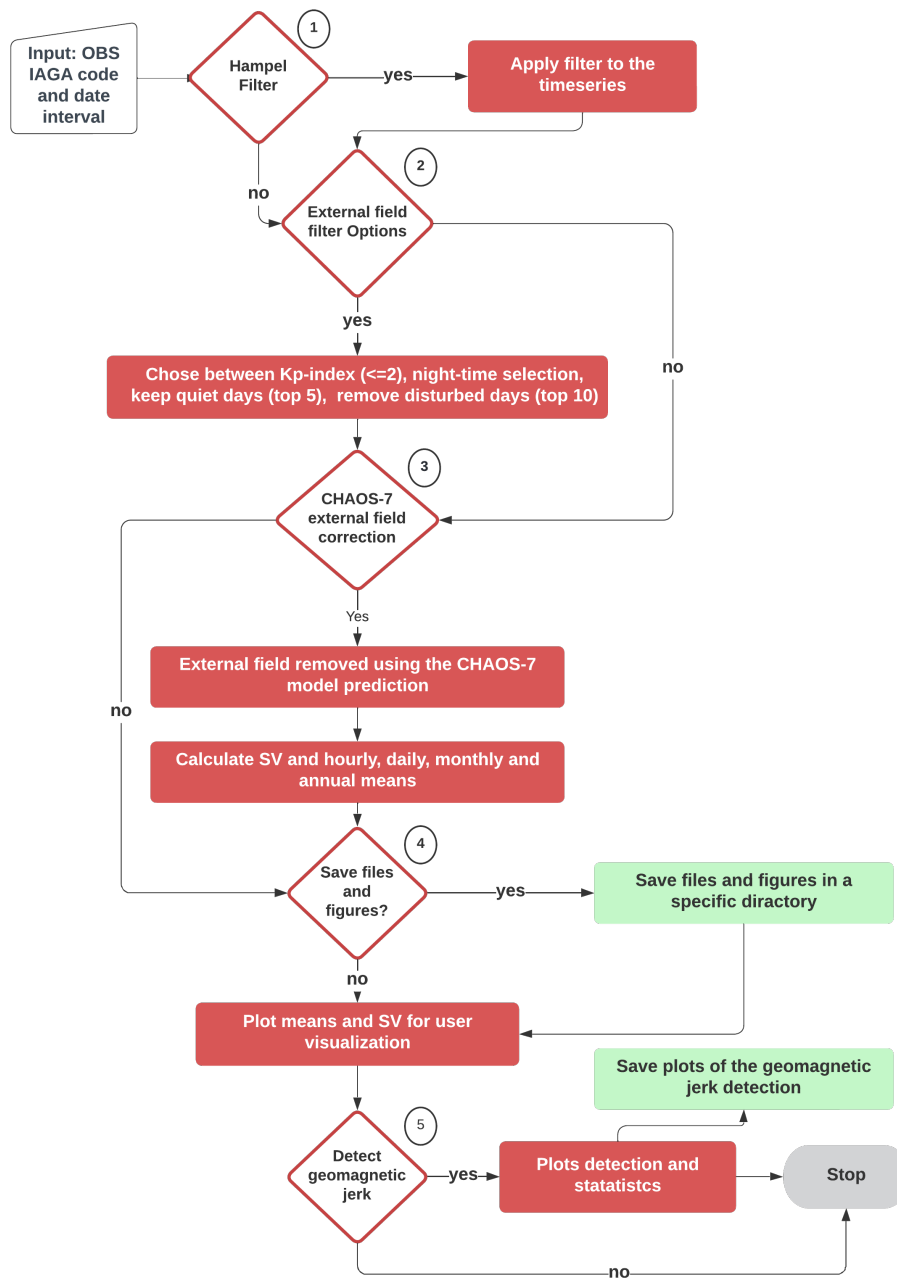 Input: OBS
IAGA code
and date
interval
1
Hampel
Filter
yes
Apply filter to the
timeseries
no
2
External field
filter Options
yes
no
Chose between Kp-index (<=2), night-time selection,
keep quiet days (top 5),  remove disturbed days (top 10)
3
CHAOS-7
external field
correction
Yes
no
External field removed using the CHAOS-7
model prediction
Calculate SV and hourly, daily, monthly and
annual means
4
Save files
and
figures?
yes
Save files and figures in a
specific diractory
no
Plot means and SV for user
visualization
Save plots of the geomagnetic
jerk detection
5
Detect
geomagnetic
jerk
yes
Plots detection and
statatistcs
Stop
no